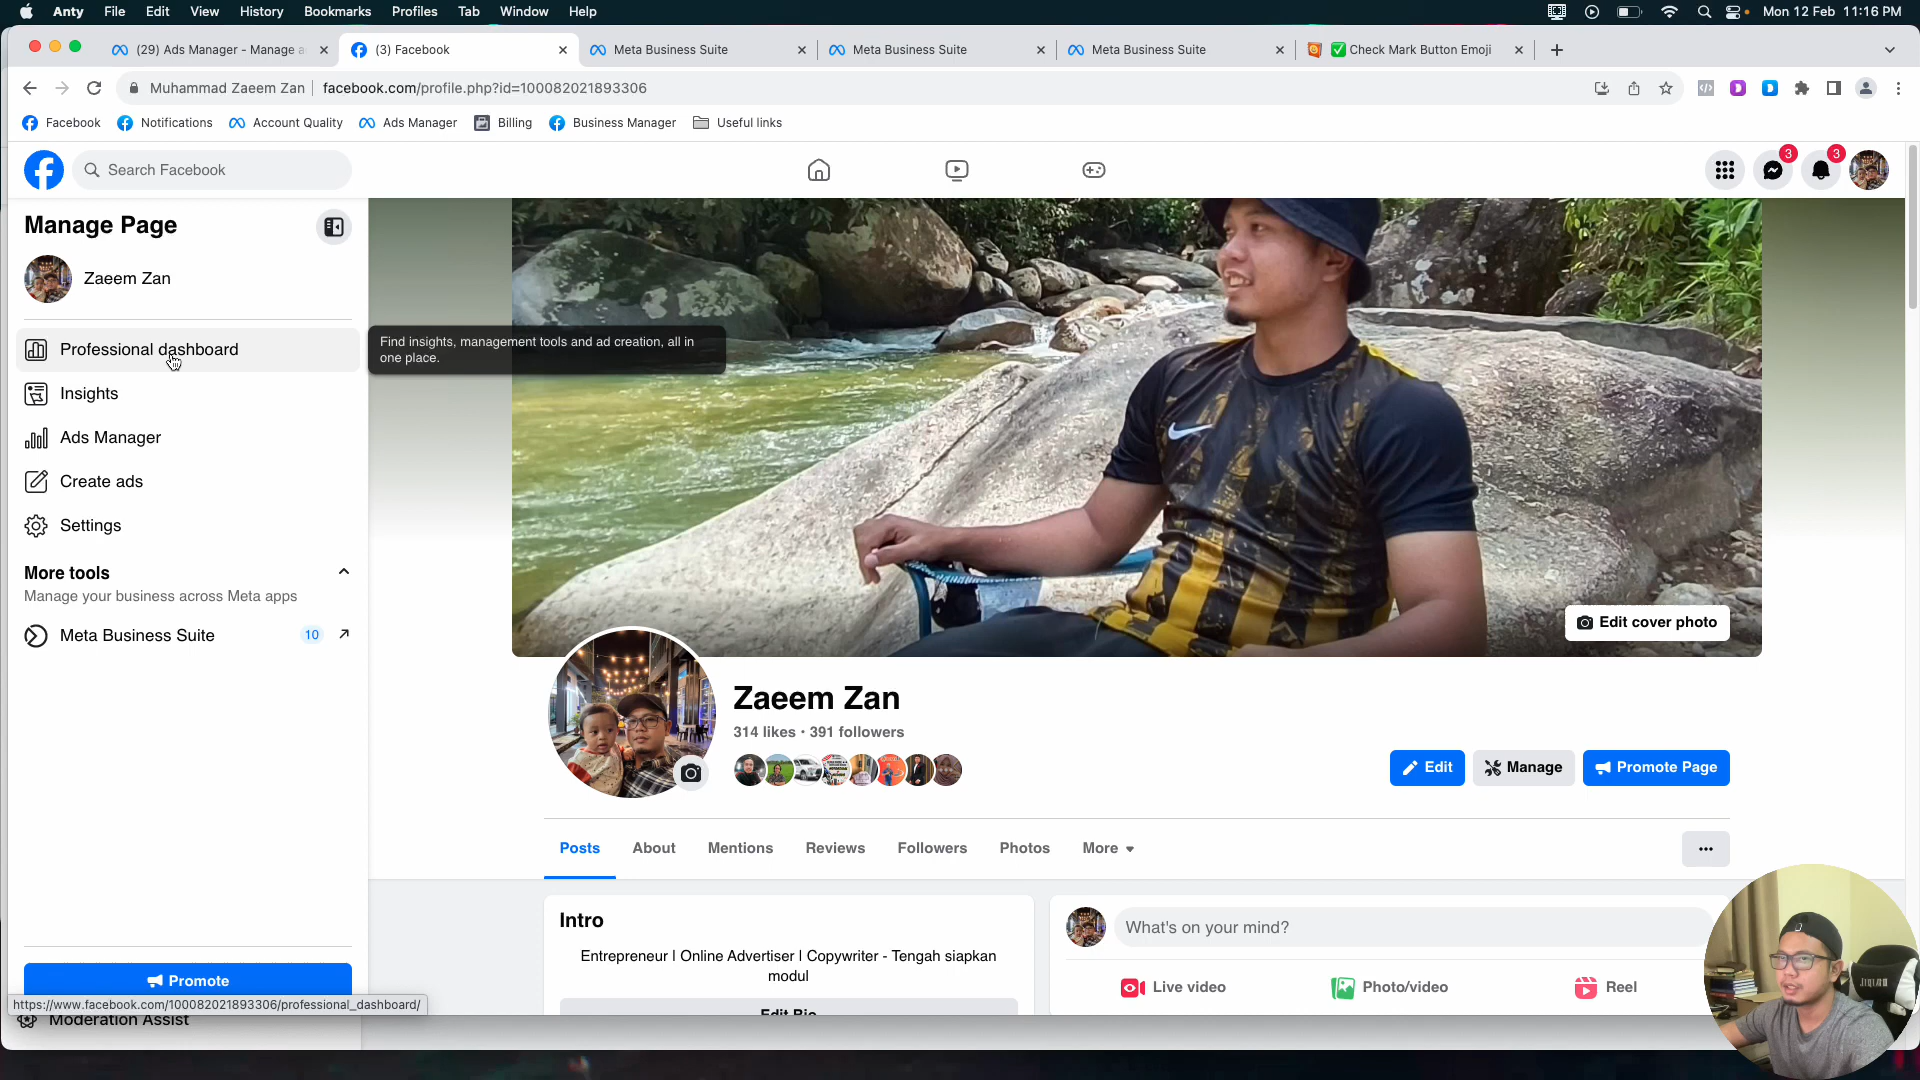 Anty File Edit View History Bookmarks Profiles Tab Window Help Mon 12 Feb 11:16 PM
(29) Ads Manager - Manage a (3) Facebook Meta Business Suite Meta Business Suite Meta Business Suite ✅ Check Mark Button Emoji
Muhammad Zaeem Zan facebook.com/profile.php?id=100082021893306
Facebook Notifications Account Quality Ads Manager Billing Business Manager Useful links
Search Facebook 3 3
Manage Page
Zaeem Zan
Professional dashboard
Find insights, management tools and ad creation, all in
one place.
Insights
Ads Manager
Create ads
Settings
More tools
Manage your business across Meta apps
Meta Business Suite 10
Promote
https://www.facebook.com/100082021893306/professional_dashboard/
Moderation Assist
Edit cover photo
Zaeem Zan
314 likes • 391 followers
Edit Manage Promote Page
Posts About Mentions Reviews Followers Photos More
Intro
Entrepreneur | Online Advertiser | Copywriter - Tengah siapkan
modul
Edit Bio
What's on your mind?
Live video Photo/video Reel